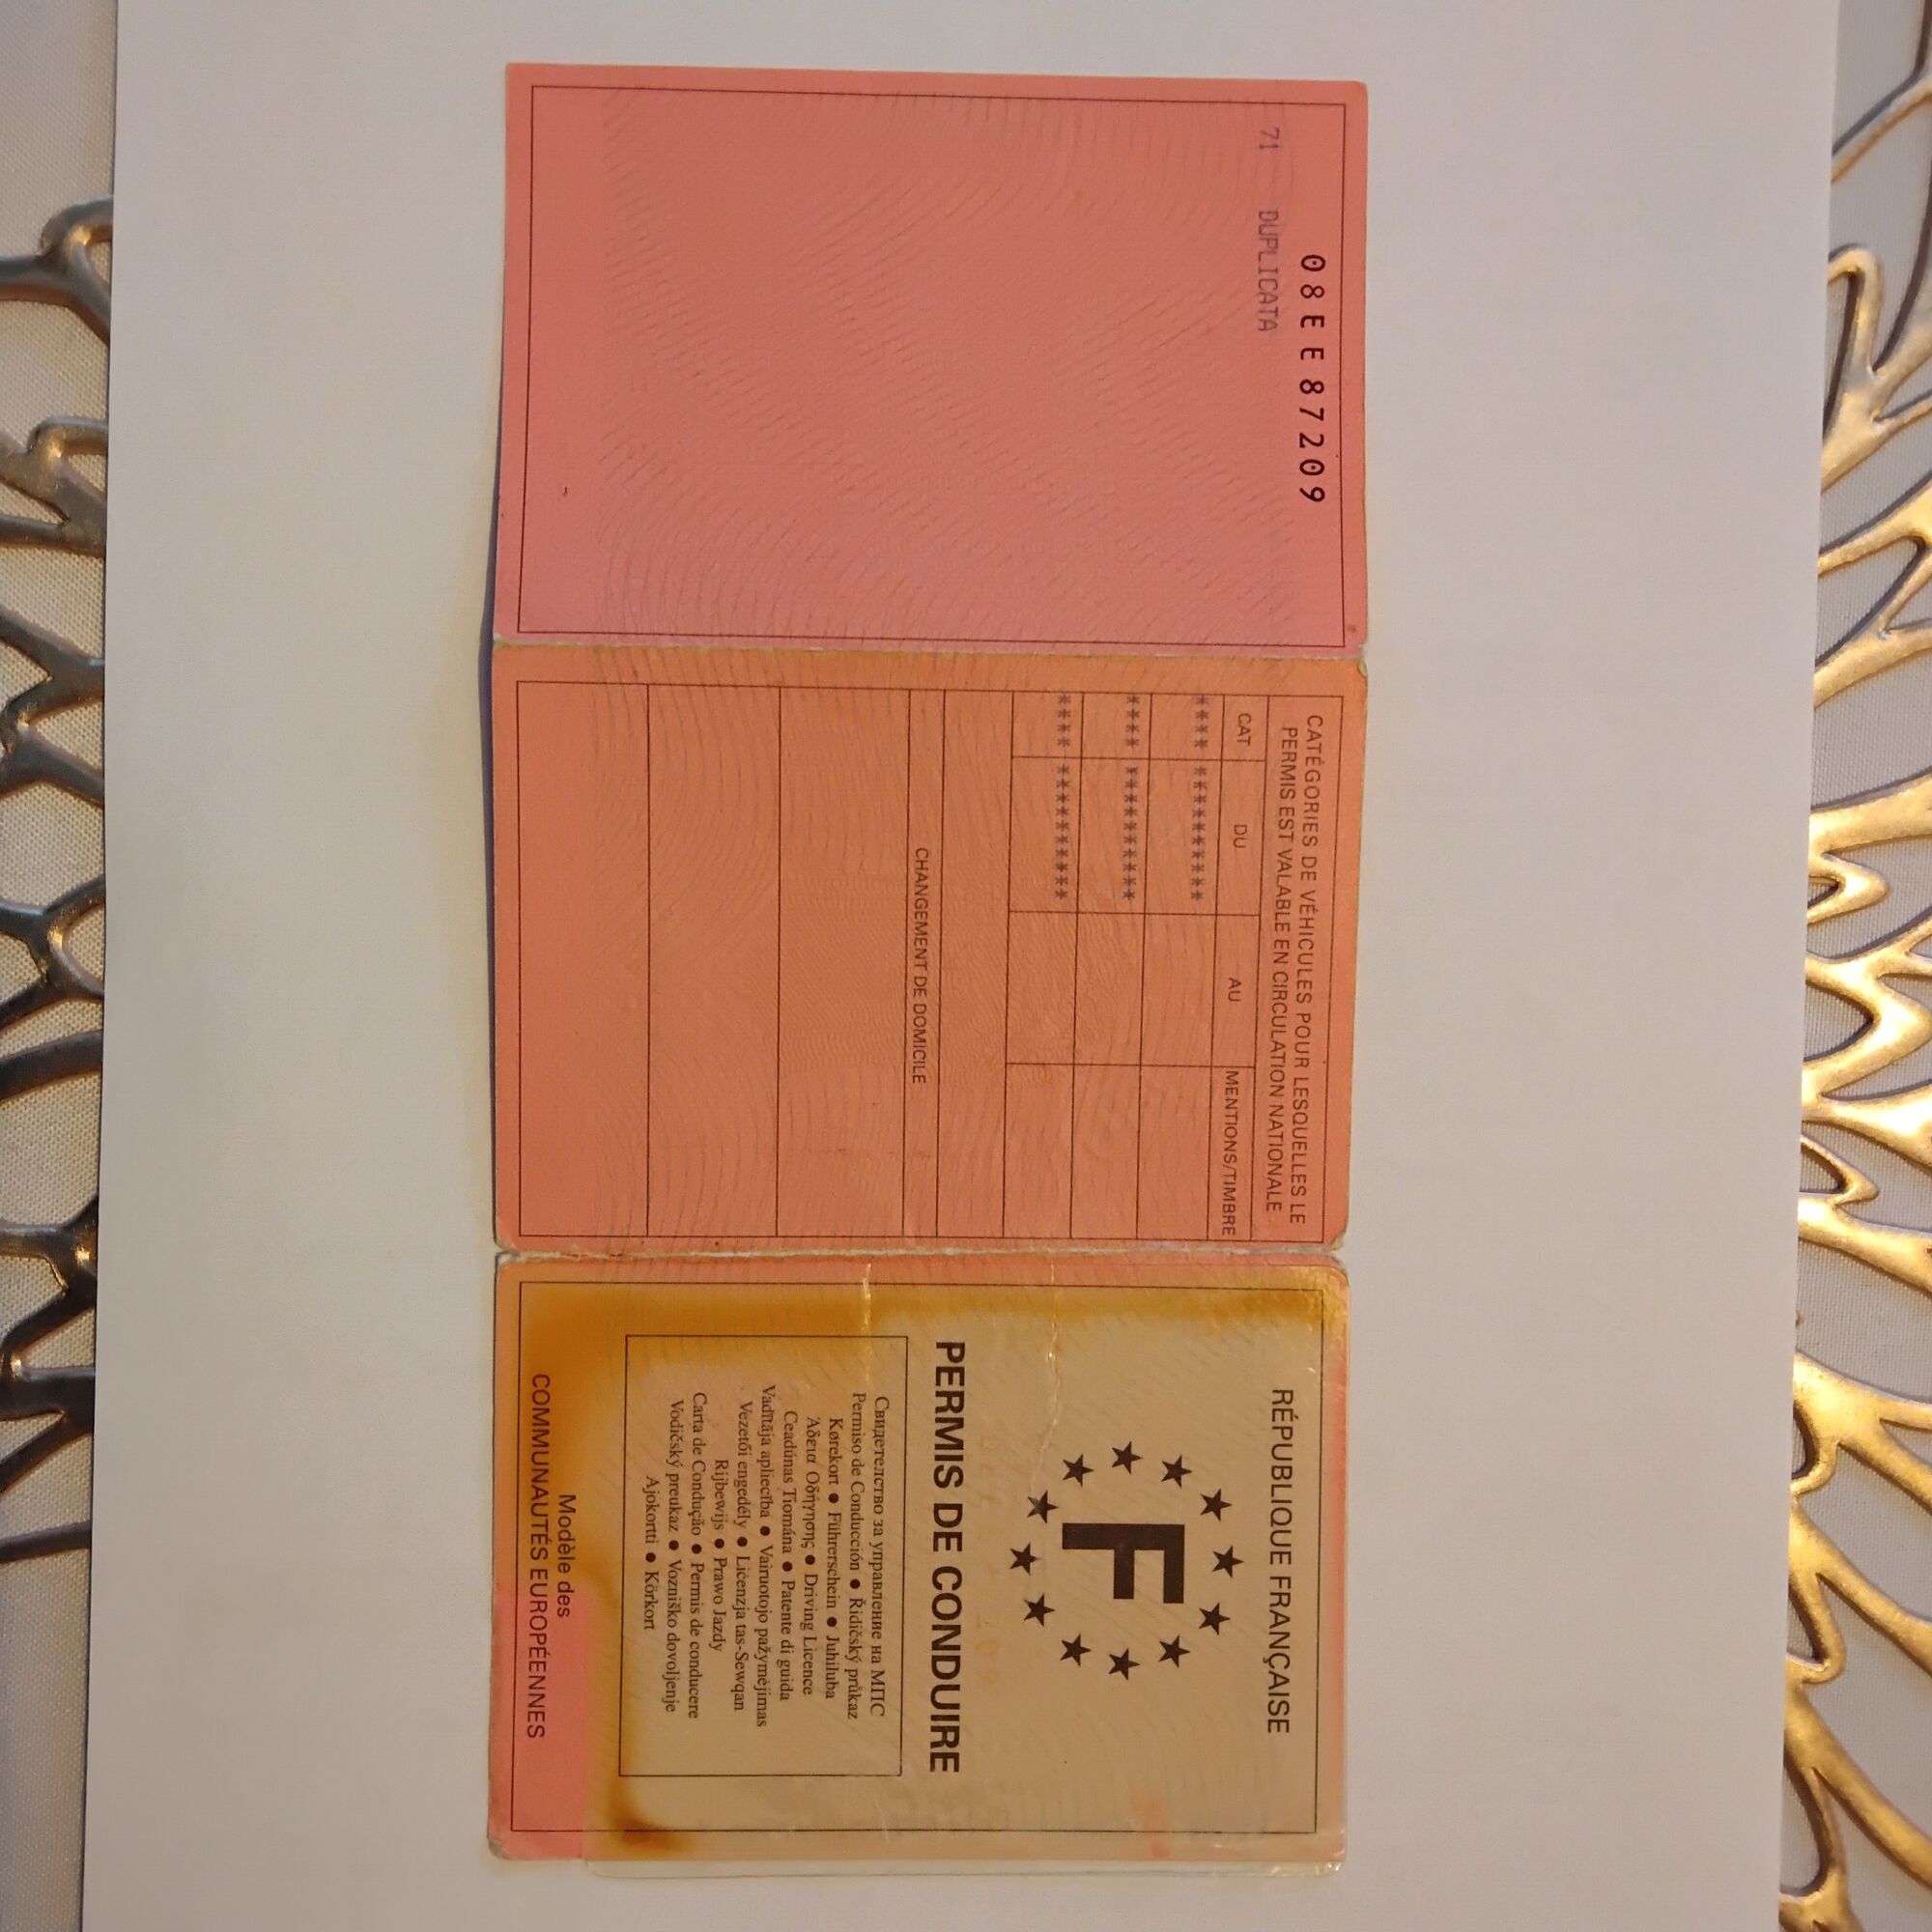 08EE87209
71 DUPLICATA
CATÉGORIES DE VÉHICULES POUR LESQUELLES LE
PERMIS EST VALABLE EN CIRCULATION NATIONALE
CAT DU AU MENTIONS/TIMBRE
**** **********
**** **********
**** **********
CHANGEMENT DE DOMICILE
RÉPUBLIQUE FRANÇAISE
F
PERMIS DE CONDUIRE
Свидетелство за управление на МПС
Permiso de Conducción ● Řidičský průkaz
Kørekort ● Führerschein ● Juhiluba
Άδεια Οδήγησης ● Driving Licence
Ceadúnas Tiomána ● Patente di guida
Vadītāja apliecība ● Vairuotojo pažymėjimas
Vezetői engedély ● Liċenzja tas-Sewqan
Rijbewijs ● Prawo Jazdy
Carta de Condução ● Permis de conducere
Vodičský preukaz ● Vozniško dovoljenje
Ajokortti ● Körkort
Modèle des
COMMUNAUTÉS EUROPÉENNES